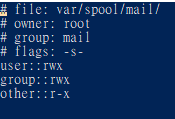 # file: var/spool/mail/
# owner: root
# group: mail
# flags: -s-
user::rwx
group::rwx
other::r-x